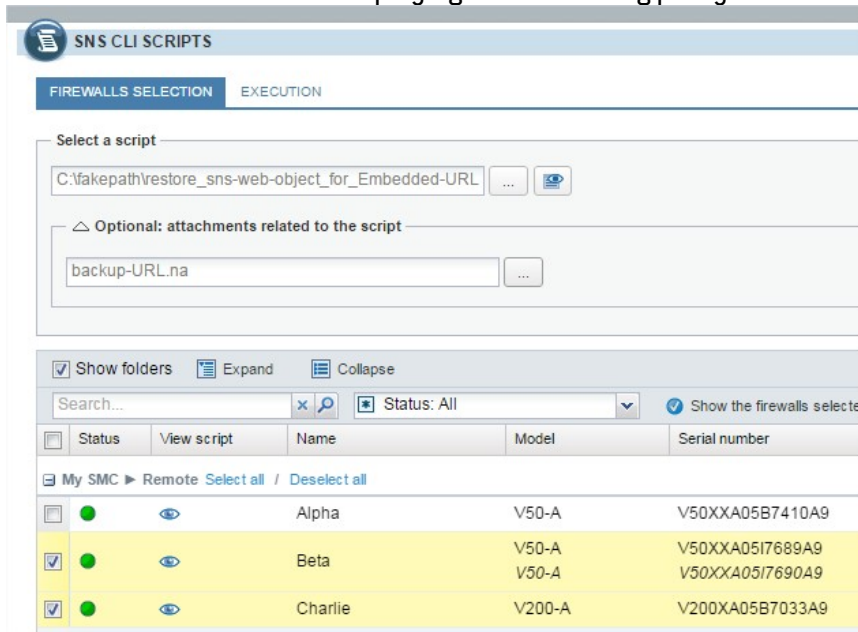 SNS CLI SCRIPTS
FIREWALLS SELECTION EXECUTION
Select a script
C:\fakepath\restore_sns-web-object_for_Embedded-URL ...
Optional: attachments related to the script
backup-URL.na ...
Show folders Expand Collapse
Search... Status: All Show the firewalls selecte
Status View script Name Model Serial number
My SMC ► Remote Select all / Deselect all
Alpha V50-A V50XXA05B7410A9
Beta V50-A V50XXA05I7689A9
V50-A V50XXA05I7690A9
Charlie V200-A V200XA05B7033A9